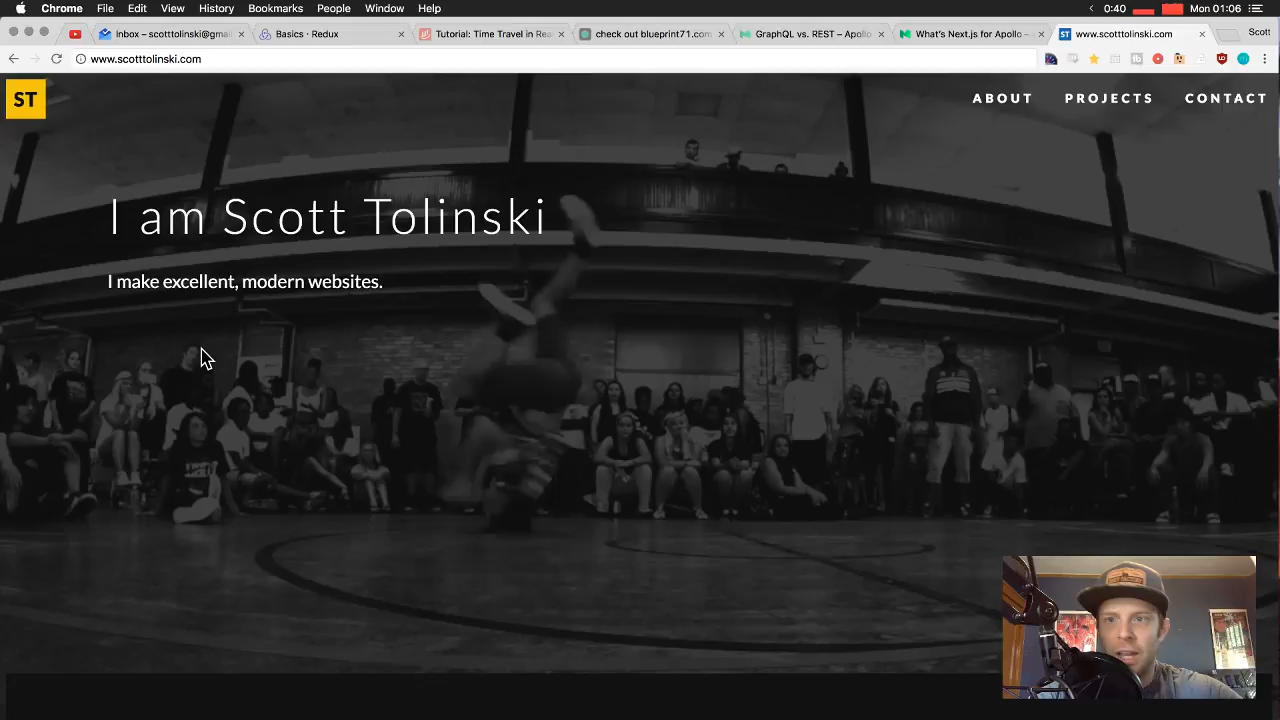 Chrome File Edit View History Bookmarks People Window Help 0:40 Mon 01:06
Inbox – scotttolinski@gmai Basics · Redux Tutorial: Time Travel in Rea check out blueprint71.com GraphQL vs. REST – Apollo What's Next.js for Apollo – www.scotttolinski.com Scott
www.scotttolinski.com
ST
ABOUT PROJECTS CONTACT
I am Scott Tolinski
I make excellent, modern websites.